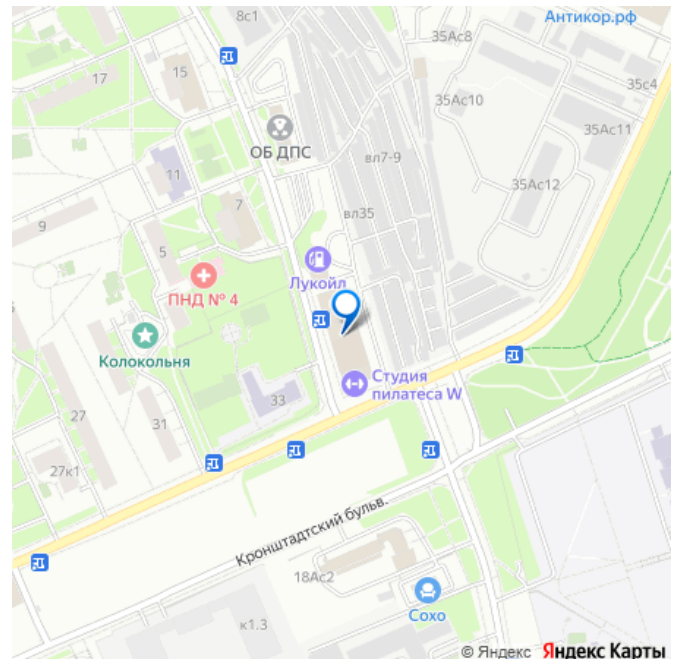 8с1
Антикор.рф
35Ас8
17
15
35с4
35Ас10
ОБ ДПС
35Ас11
вл7-9
11
35Ас12
7
вл35
9
5
Лукойл
ПНД № 4
Колокольня
Студия
пилатеса W
33
27
31
27к1
Кронштадтский бульв.
18Ас2
Сохо
к1.3
© Яндекс Яндекс Карты